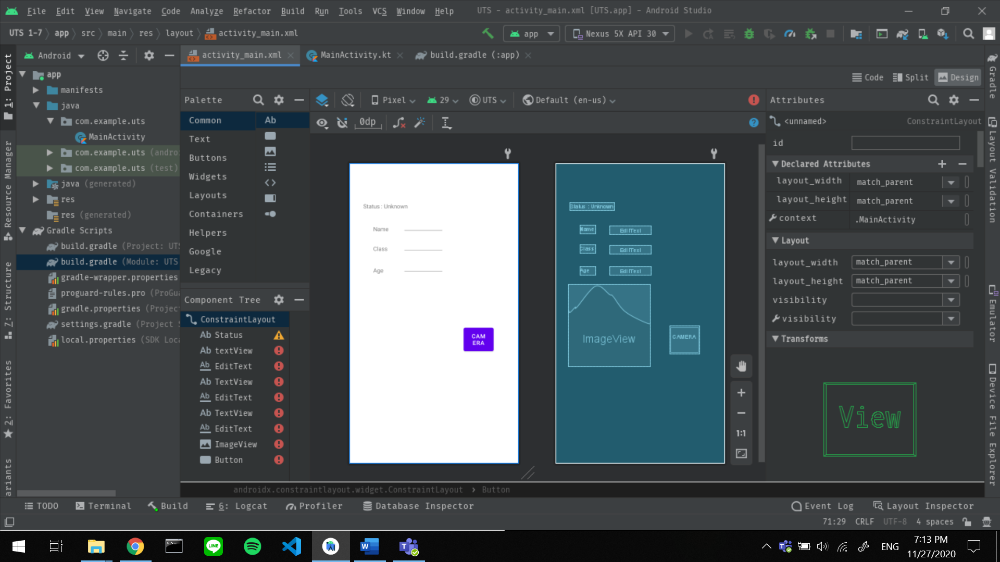 File Edit View Navigate Code Analyze Refactor Build Run Tools VCS Window Help UTS - activity_main.xml [UTS.app] - Android Studio
UTS 1-7 app src main res layout activity_main.xml app Nexus 5X API 30
Android activity_main.xml MainActivity.kt build.gradle (:app)
Code Split Design
1: Project
Resource Manager
7: Structure
2: Favorites
ariants
app
manifests
java
com.example.uts
MainActivity
com.example.uts (andro
com.example.uts (test)
java (generated)
res
res (generated)
Gradle Scripts
build.gradle (Project: UTS
build.gradle (Module: UTS
gradle-wrapper.properties
proguard-rules.pro (ProGua
gradle.properties (Project
settings.gradle (Project S
local.properties (SDK Loca
Palette
Common
Text
Buttons
Widgets
Layouts
Containers
Helpers
Google
Legacy
Ab
Component Tree
ConstraintLayout
Ab Status
Ab textView
Ab EditText
Ab TextView
Ab EditText
Ab TextView
Ab EditText
ImageView
Button
Pixel 29 UTS Default (en-us)
0dp
Status : Unknown
Name
Class
Age
CAM
ERA
Status : Unknown
Name EditText
Class EditText
Age EditText
ImageView
CAMERA
1:1
androidx.constraintlayout.widget.ConstraintLayout › Button
Attributes
<unnamed> ConstraintLayout
id
Declared Attributes
layout_width match_parent
layout_height match_parent
context .MainActivity
Layout
layout_width match_parent
layout_height match_parent
visibility
visibility
Transforms
View
Gradle
Layout Validation
Emulator
Device File Explorer
TODO Terminal Build 6: Logcat Profiler Database Inspector Event Log Layout Inspector
71:29 CRLF UTF-8 4 spaces
LINE
W
ENG
7:13 PM
11/27/2020